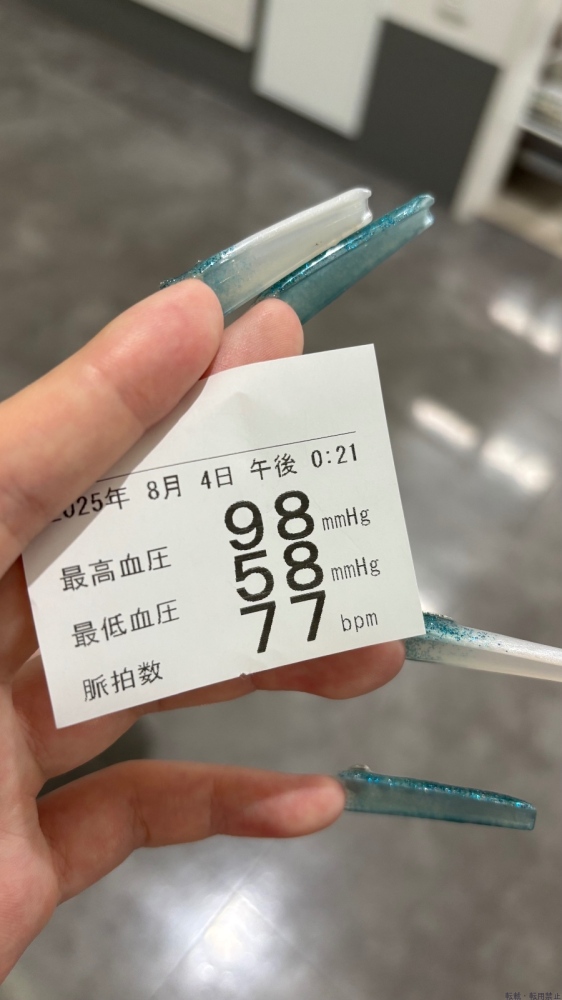 2025年 8月 4日 午後 0:21
最高血圧 98 mmHg
最低血圧 58 mmHg
脈拍数 77 bpm
転載・転用禁止